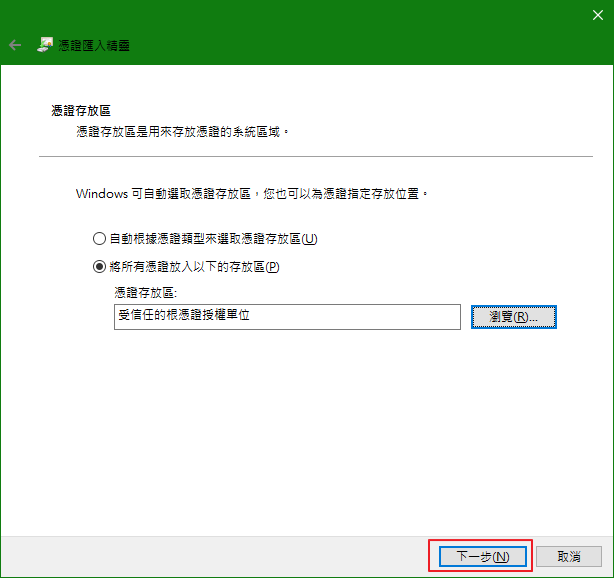 憑證匯入精靈
憑證存放區
憑證存放區是用來存放憑證的系統區域。
Windows 可自動選取憑證存放區，您也可以為憑證指定存放位置。
自動根據憑證類型來選取憑證存放區(U)
將所有憑證放入以下的存放區(P)
憑證存放區:
受信任的根憑證授權單位
瀏覽(R)...
下一步(N)
取消